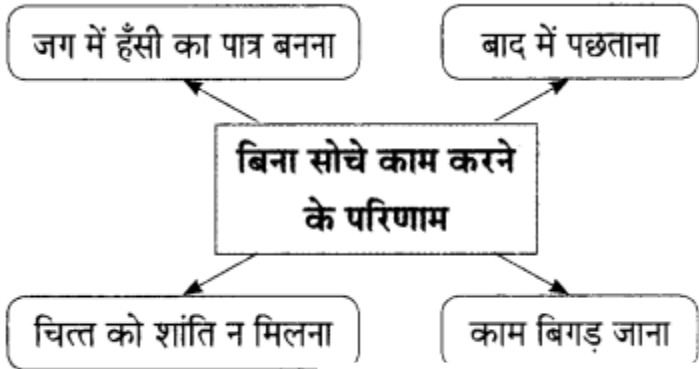 जग में हँसी का पात्र बनना
बाद में पछताना
बिना सोचे काम करने
के परिणाम
चित्त को शांति न मिलना
काम बिगड़ जाना